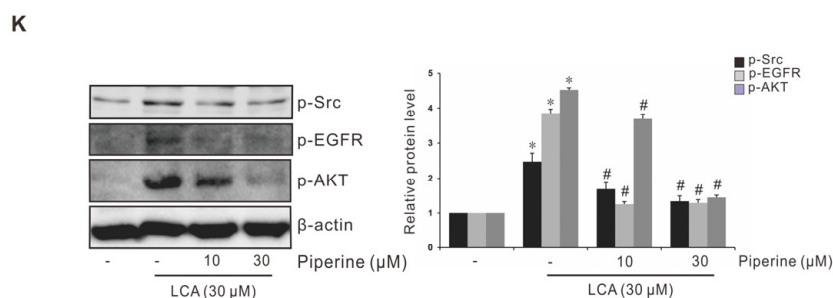 K
p-Src
p-EGFR
p-AKT
β-actin
- - 10 30 Piperine (μM)
LCA (30 μM)
p-Src
p-EGFR
p-AKT
Relative protein level
5
4
3
2
1
0
* * *
# # #
# # #
- - 10 30 Piperine (μM)
LCA (30 μM)